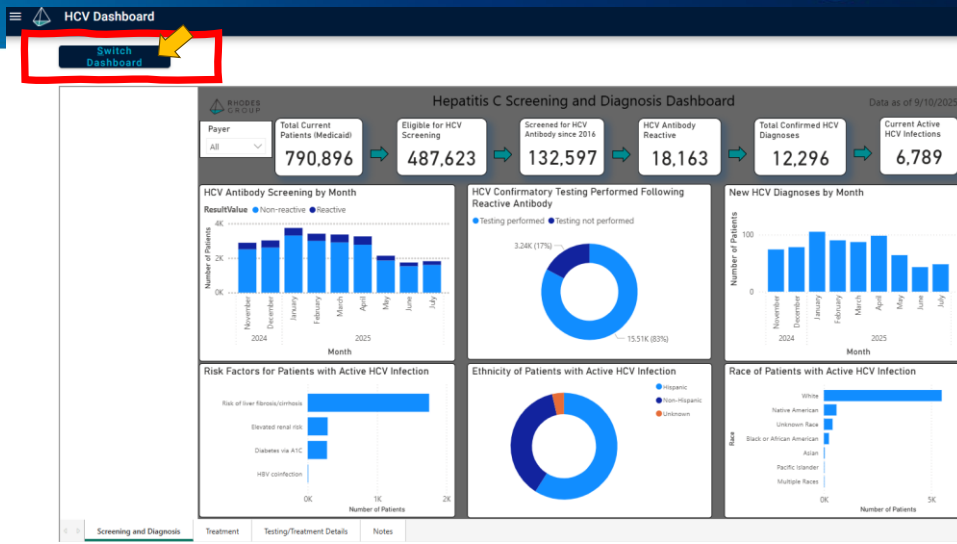 HCV Dashboard
Switch
Dashboard
RHODES
GROUP
Hepatitis C Screening and Diagnosis Dashboard
Data as of 9/10/2025
Payer
All
Total Current
Patients (Medicaid)
790,896
Eligible for HCV
Screening
487,623
Screened for HCV
Antibody since 2016
132,597
HCV Antibody
Reactive
18,163
Total Confirmed HCV
Diagnoses
12,296
Current Active
HCV Infections
6,789
HCV Antibody Screening by Month
ResultValue Non-reactive Reactive
Number of Patients
4K
2K
0K
November
December
January
February
March
April
May
June
July
2024
2025
Month
HCV Confirmatory Testing Performed Following
Reactive Antibody
Testing performed Testing not performed
3.24K (17%)
15.51K (83%)
New HCV Diagnoses by Month
Number of Patients
100
0
November
December
January
February
March
April
May
June
July
2024
2025
Month
Risk Factors for Patients with Active HCV Infection
Risk of liver fibrosis/cirrhosis
Elevated renal risk
Diabetes via A1C
HBV coinfection
0K
1K
2K
Number of Patients
Ethnicity of Patients with Active HCV Infection
Hispanic
Non-Hispanic
Unknown
Race of Patients with Active HCV Infection
Race
White
Native American
Unknown Race
Black or African American
Asian
Pacific Islander
Multiple Races
0K
5K
Number of Patients
Screening and Diagnosis
Treatment
Testing/Treatment Details
Notes